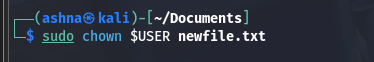 ┌──(ashna㉿kali)-[~/Documents]
└─$ sudo chown $USER newfile.txt